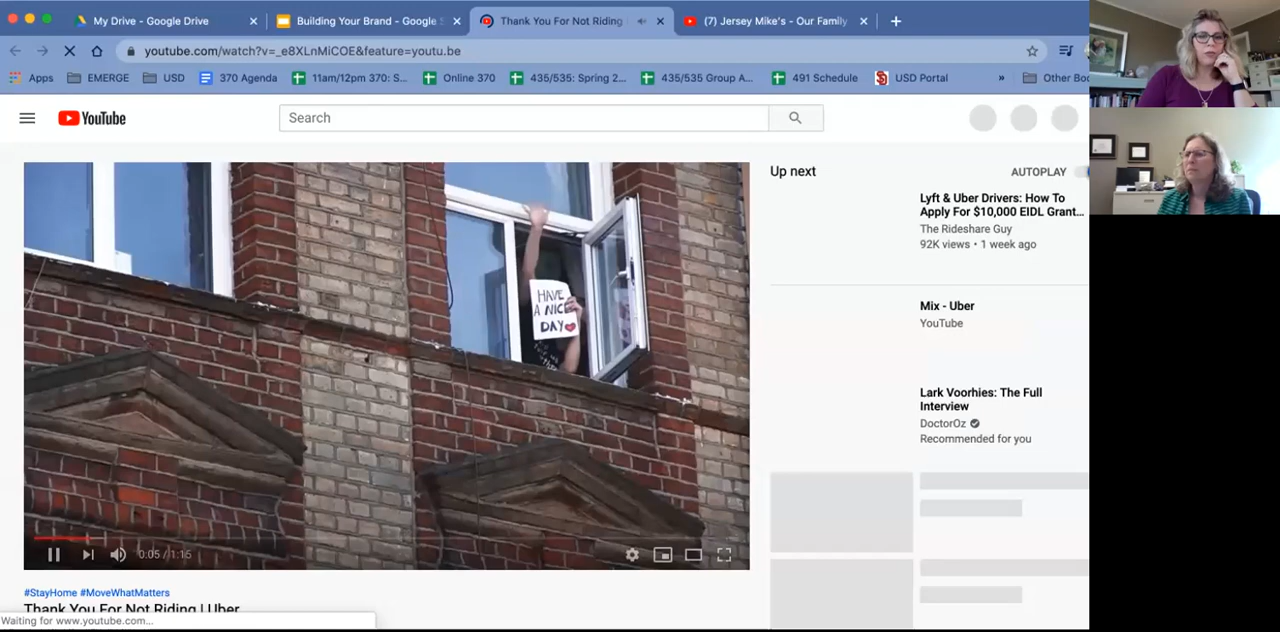 My Drive - Google Drive
Building Your Brand - Google S
Thank You For Not Riding
(7) Jersey Mike's - Our Family
youtube.com/watch?v=_e8XLnMiCOE&feature=youtu.be
Apps
EMERGE
USD
370 Agenda
11am/12pm 370: S...
Online 370
435/535: Spring 2...
435/535 Group A...
491 Schedule
USD Portal
»
Other Boo
YouTube
Search
Up next
AUTOPLAY
Lyft & Uber Drivers: How To
Apply For $10,000 EIDL Grant...
The Rideshare Guy
92K views • 1 week ago
HAVE
A NICE
DAY
Mix - Uber
YouTube
Lark Voorhies: The Full
Interview
DoctorOz
Recommended for you
0:05 / 1:15
#StayHome #MoveWhatMatters
Thank You For Not Riding | Uber
Waiting for www.youtube.com...